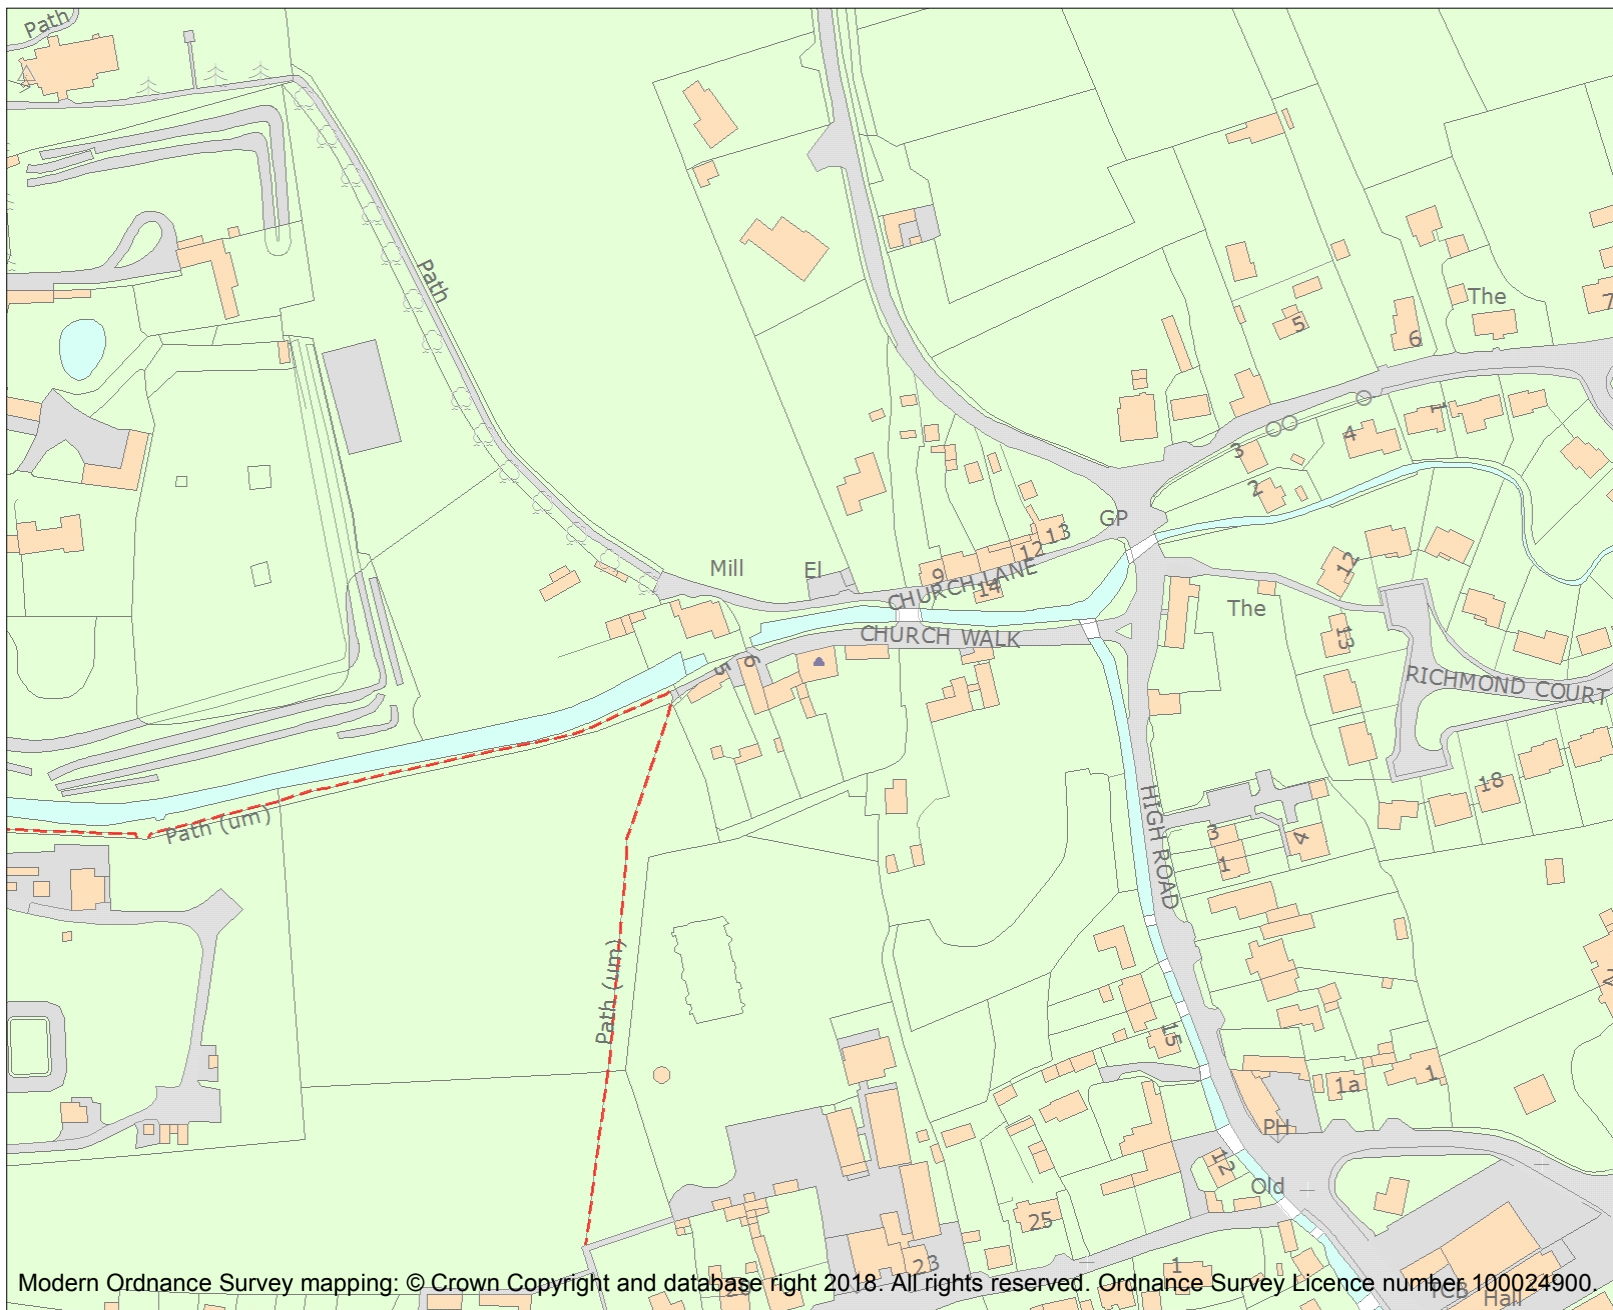 Path
Path
The
7
5
6
1
4
3
2
GP
13
12
9
14
CHURCH LANE
Mill
El
CHURCH WALK
12
The
13
RICHMOND COURT
5
6
18
HIGH ROAD
3
1
4
Path (um)
Path (um)
15
1
1a
PH
12
Old
25
23
1
Modern Ordnance Survey mapping: © Crown Copyright and database right 2018. All rights reserved. Ordnance Survey Licence number 100024900.
TCB
Hall